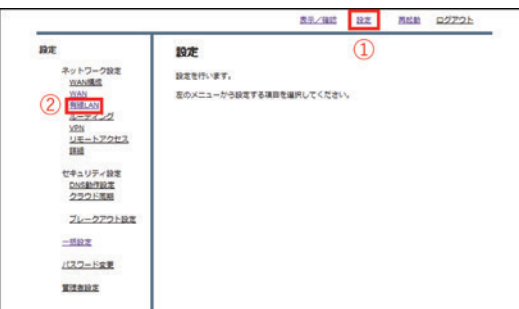 表示／確認 設定 再起動 ログアウト
①
設定
ネットワーク設定
WAN構成
WAN
② 有線LAN
ルーティング
VPN
リモートアクセス
詳細
セキュリティ設定
DNS動作設定
クラウド高細
ブレークアウト設定
一括設定
パスワード変更
管理者設定
設定
設定を行います。
左のメニューから設定する項目を選択してください。